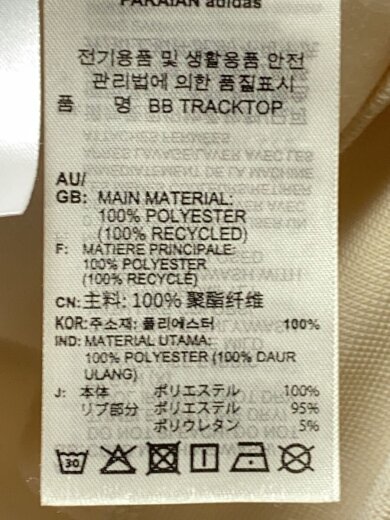 adidas
전기용품 및 생활용품 안전
관리법에 의한 품질표시
품 명 BB TRACKTOP
AU/
GB: MAIN MATERIAL:
100% POLYESTER
(100% RECYCLED)
F: MATIERE PRINCIPALE:
100% POLYESTER
(100% RECYCLÉ)
CN: 主料: 100% 聚酯纤维
KOR: 주소재: 폴리에스터 100%
IND: MATERIAL UTAMA:
100% POLYESTER (100% DAUR
ULANG)
J: 本体 ポリエステル 100%
リブ部分 ポリエステル 95%
ポリウレタン 5%
30